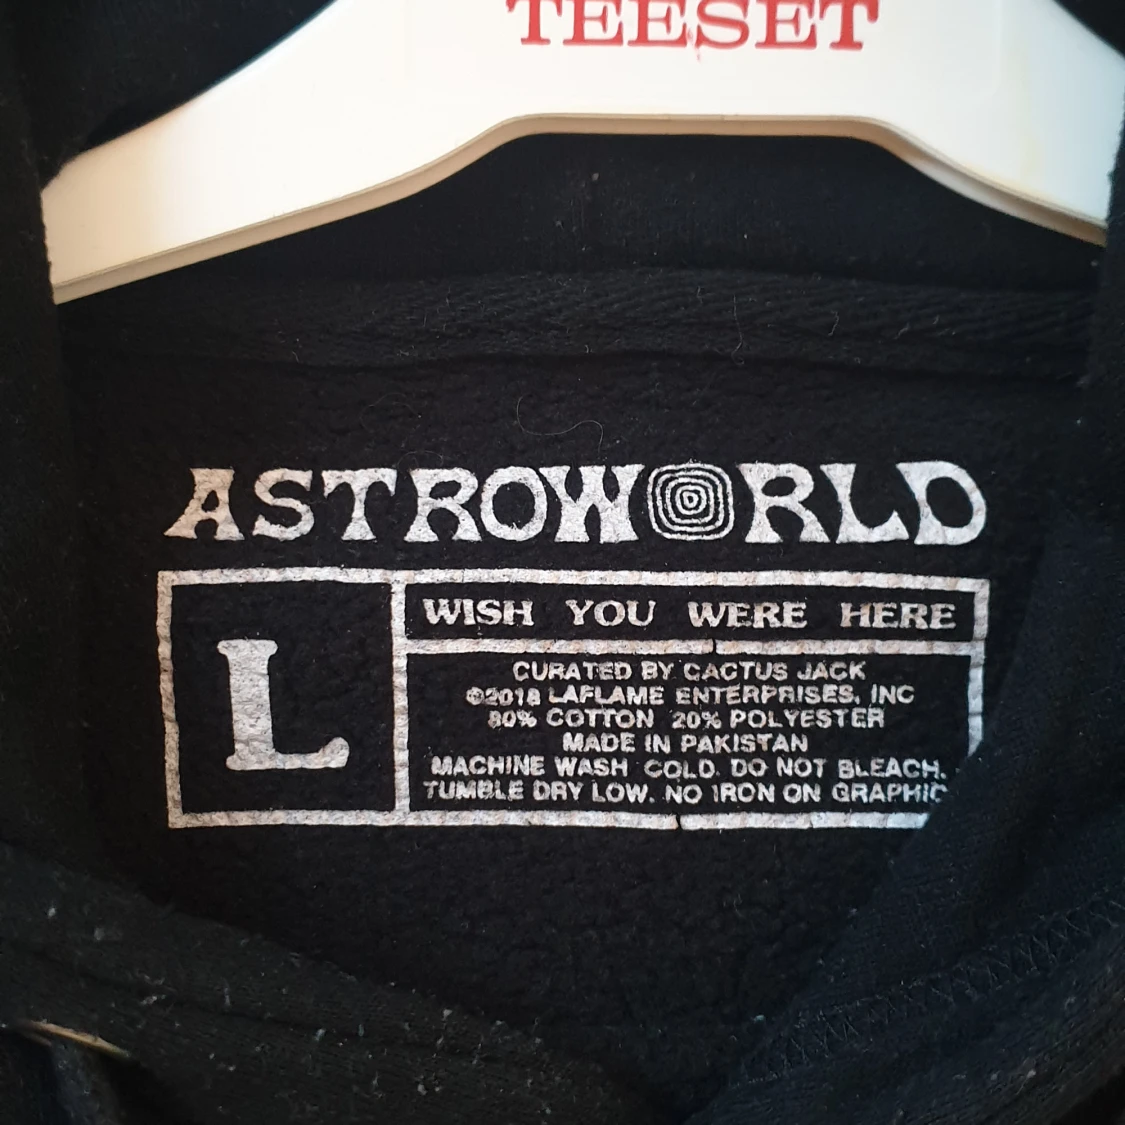 TEESET
ASTROWORLD
L
WISH YOU WERE HERE
CURATED BY CACTUS JACK
©2018 LAFLAME ENTERPRISES, INC
80% COTTON 20% POLYESTER
MADE IN PAKISTAN
MACHINE WASH COLD. DO NOT BLEACH.
TUMBLE DRY LOW. NO IRON ON GRAPHIC